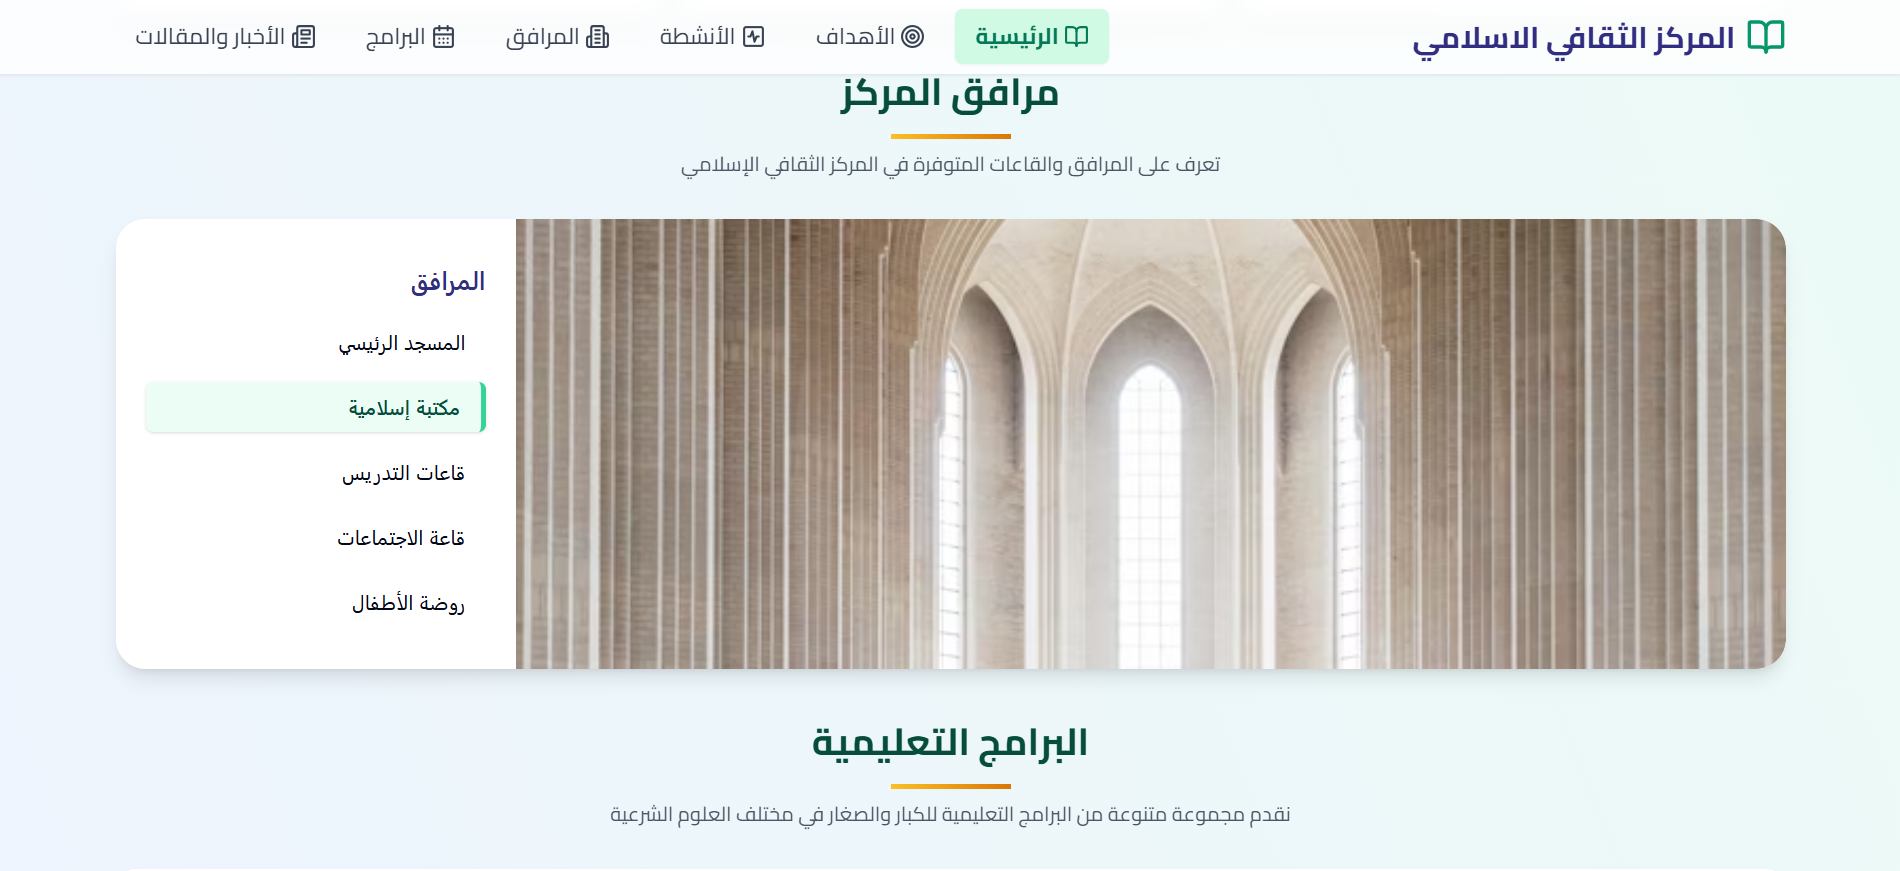 المركز الثقافي الاسلامي
الرئيسية
الأهداف
الأنشطة
المرافق
البرامج
الأخبار والمقالات
مرافق المركز
تعرف على المرافق والقاعات المتوفرة في المركز الثقافي الإسلامي
المرافق
المسجد الرئيسي
مكتبة إسلامية
قاعات التدريس
قاعة الاجتماعات
روضة الأطفال
البرامج التعليمية
نقدم مجموعة متنوعة من البرامج التعليمية للكبار والصغار في مختلف العلوم الشرعية